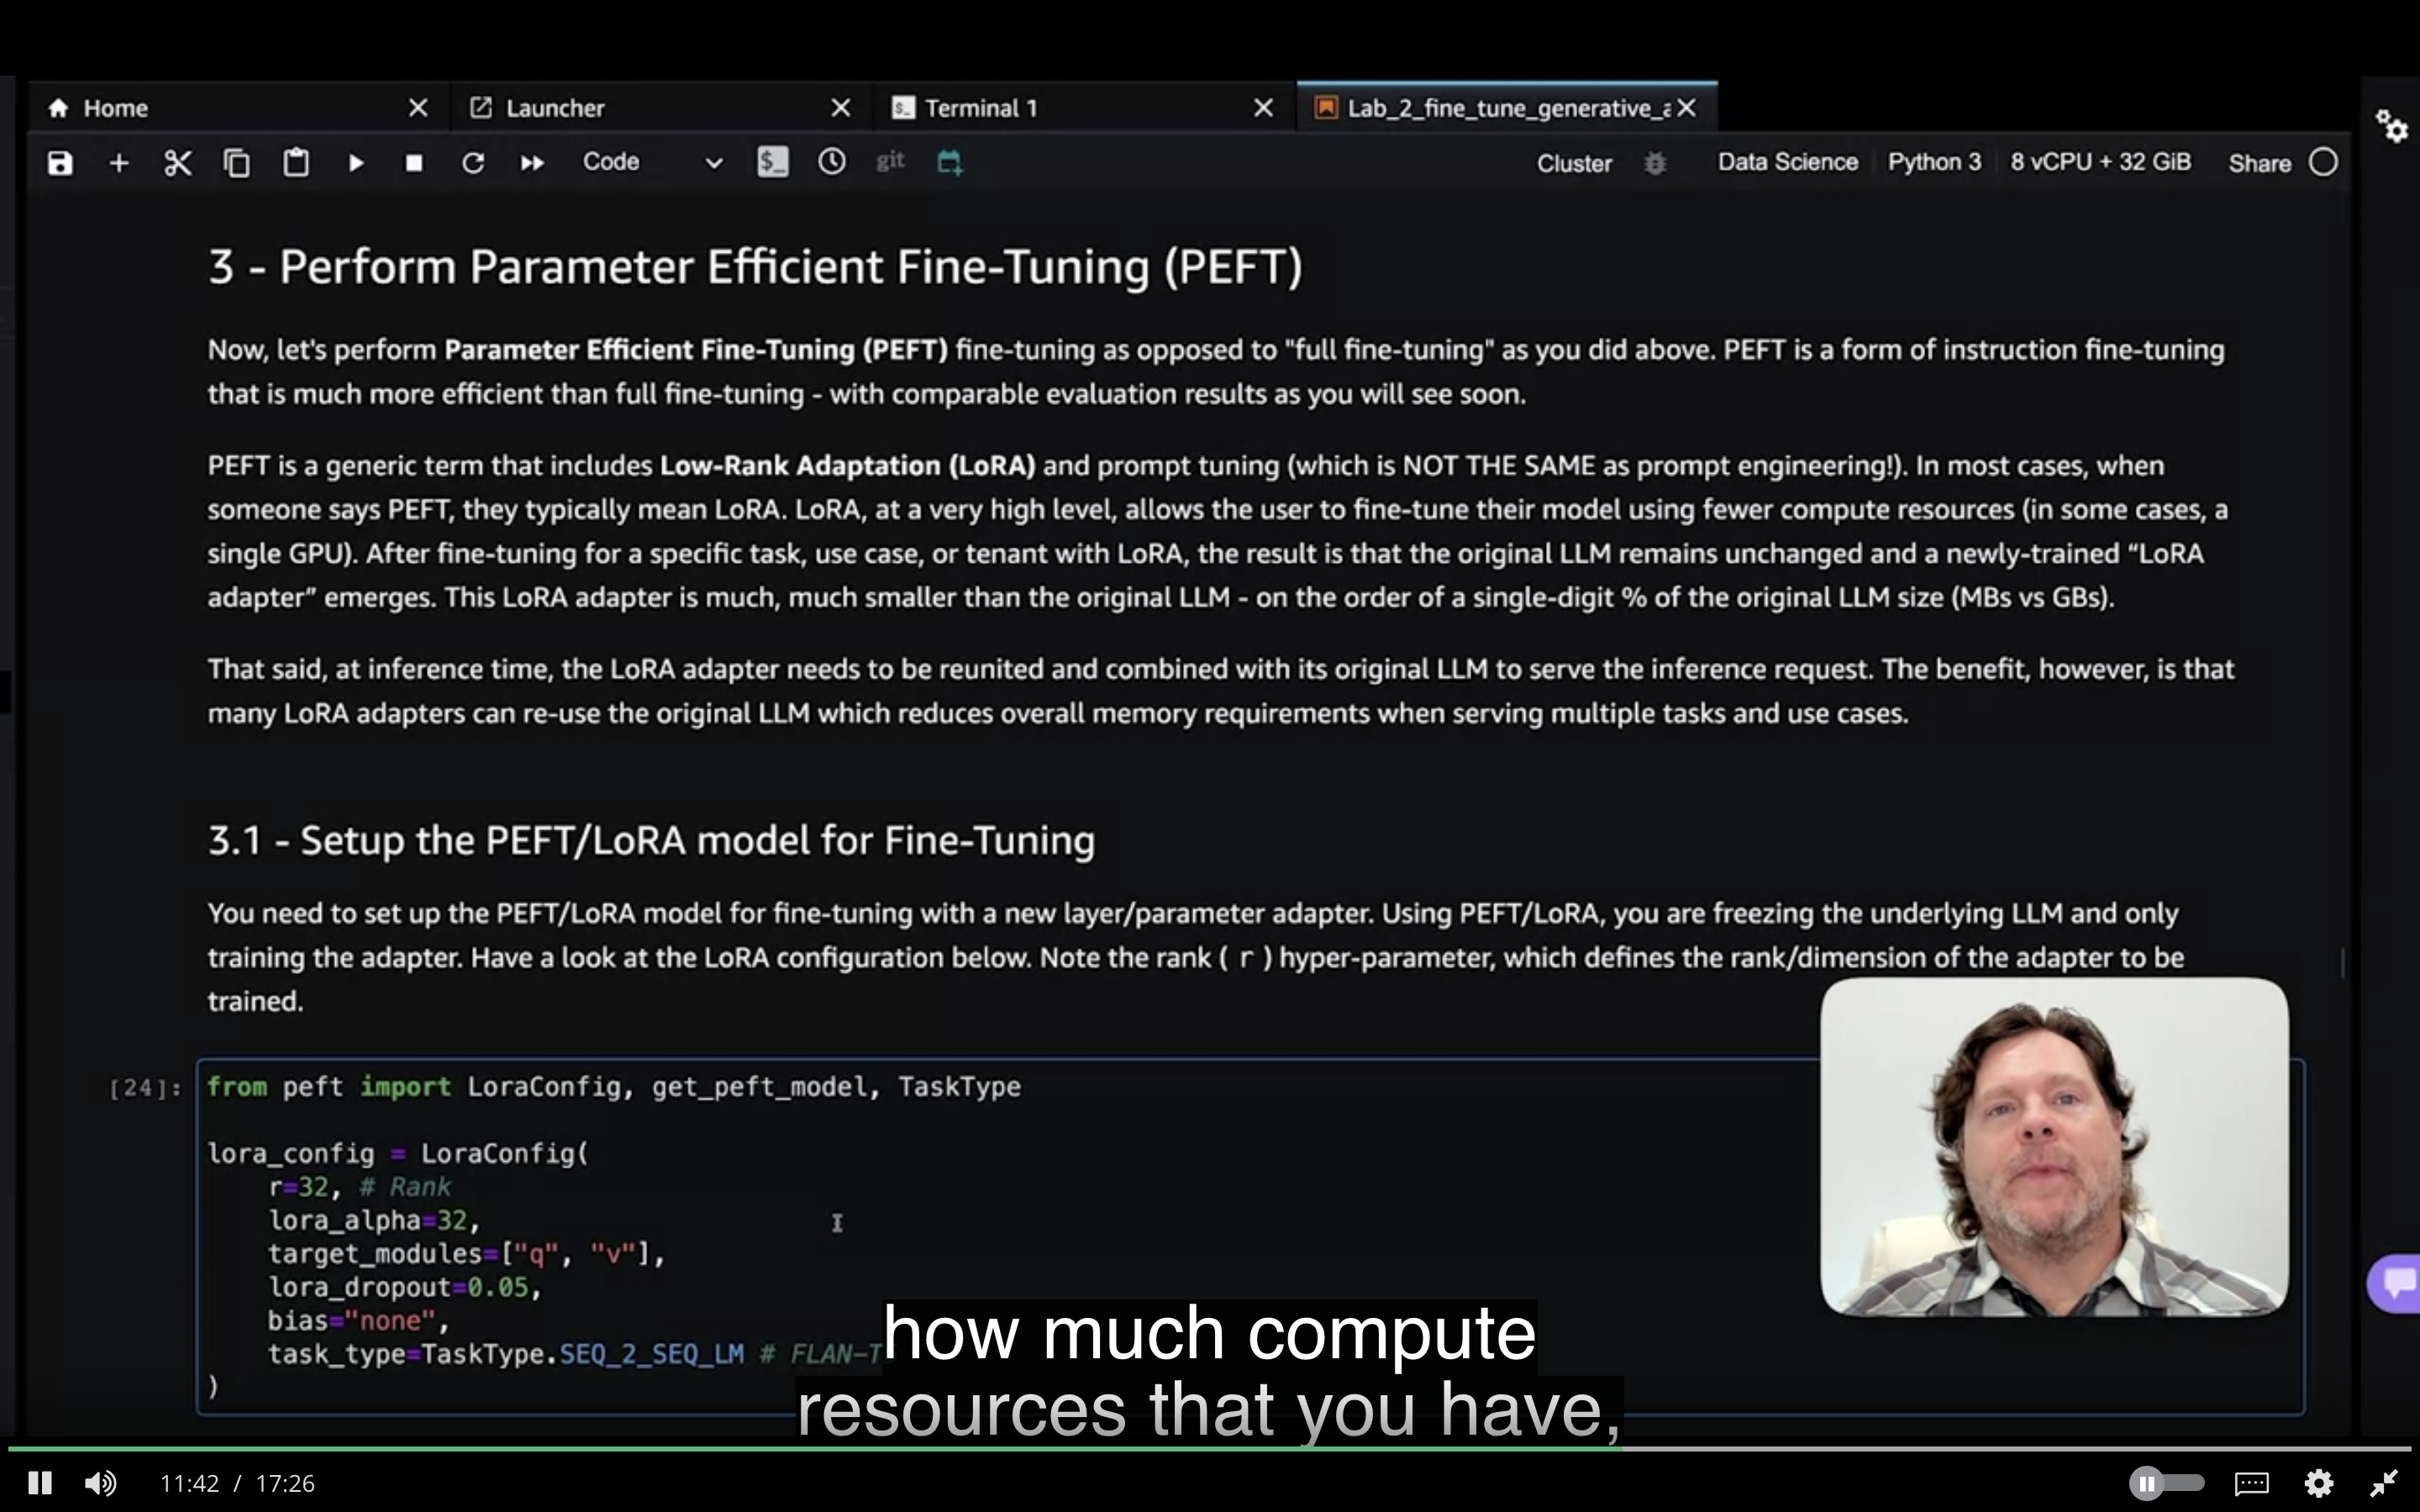 Home
Launcher
Terminal 1
Lab_2_fine_tune_generative_a
Code
git
Cluster
Data Science
Python 3
8 vCPU + 32 GiB
Share
3 - Perform Parameter Efficient Fine-Tuning (PEFT)
Now, let's perform Parameter Efficient Fine-Tuning (PEFT) fine-tuning as opposed to "full fine-tuning" as you did above. PEFT is a form of instruction fine-tuning
that is much more efficient than full fine-tuning - with comparable evaluation results as you will see soon.
PEFT is a generic term that includes Low-Rank Adaptation (LoRA) and prompt tuning (which is NOT THE SAME as prompt engineering!). In most cases, when
someone says PEFT, they typically mean LoRA. LoRA, at a very high level, allows the user to fine-tune their model using fewer compute resources (in some cases, a
single GPU). After fine-tuning for a specific task, use case, or tenant with LoRA, the result is that the original LLM remains unchanged and a newly-trained “LoRA
adapter” emerges. This LoRA adapter is much, much smaller than the original LLM - on the order of a single-digit % of the original LLM size (MBs vs GBs).
That said, at inference time, the LoRA adapter needs to be reunited and combined with its original LLM to serve the inference request. The benefit, however, is that
many LoRA adapters can re-use the original LLM which reduces overall memory requirements when serving multiple tasks and use cases.
3.1 - Setup the PEFT/LoRA model for Fine-Tuning
You need to set up the PEFT/LoRA model for fine-tuning with a new layer/parameter adapter. Using PEFT/LoRA, you are freezing the underlying LLM and only
training the adapter. Have a look at the LoRA configuration below. Note the rank ( r ) hyper-parameter, which defines the rank/dimension of the adapter to be
trained.
[24]:
from peft import LoraConfig, get_peft_model, TaskType
lora_config = LoraConfig(
r=32, # Rank
lora_alpha=32,
target_modules=["q", "v"],
lora_dropout=0.05,
bias="none",
task_type=TaskType.SEQ_2_SEQ_LM # FLAN-T
)
how much compute
resources that you have,
11:42 / 17:26